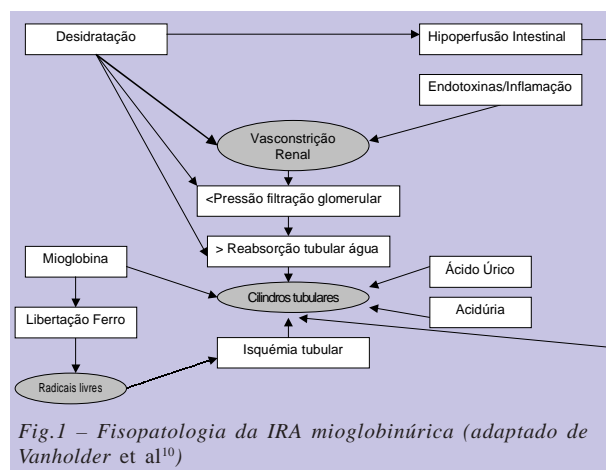 Desidratação
Hipoperfusão Intestinal
Endotoxinas/Inflamação
Vasconstrição
Renal
<Pressão filtração glomerular
> Reabsorção tubular água
Mioglobina
Ácido Úrico
Cilindros tubulares
Libertação Ferro
Acidúria
Isquémia tubular
Radicais livres
Fig.1 – Fisopatologia da IRA mioglobinúrica (adaptado de
Vanholder et al¹⁰)